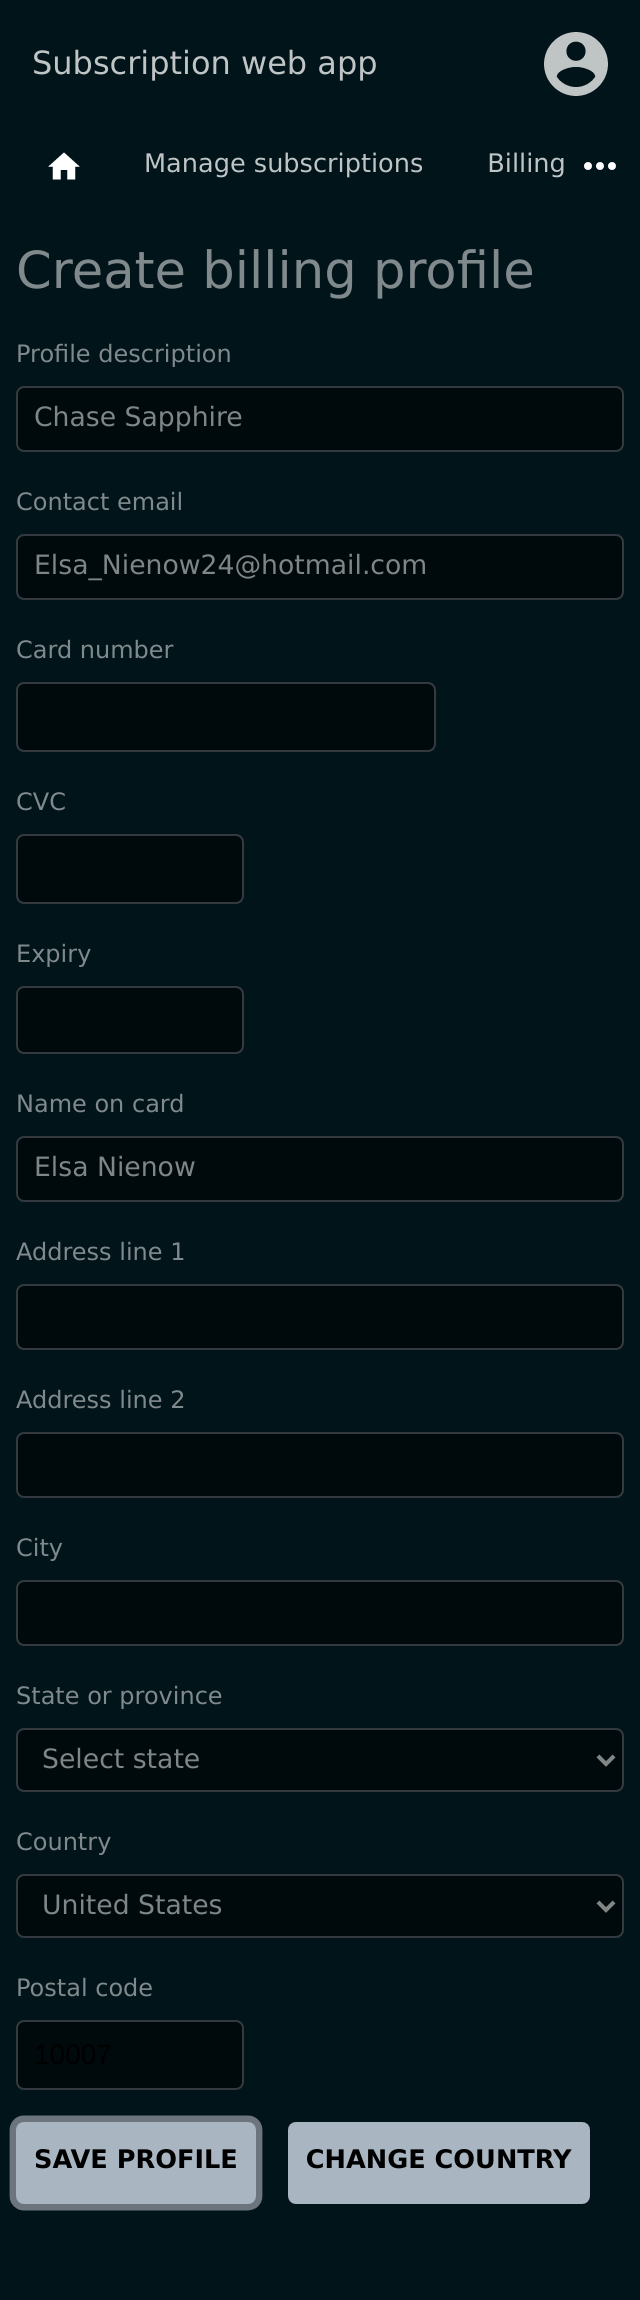 Subscription web app
Manage subscriptions Billing
Create billing profile
Profile description
Chase Sapphire
Contact email
Elsa_Nienow24@hotmail.com
Card number
CVC
Expiry
Name on card
Elsa Nienow
Address line 1
Address line 2
City
State or province
Select state
Country
United States
Postal code
10007
SAVE PROFILE CHANGE COUNTRY